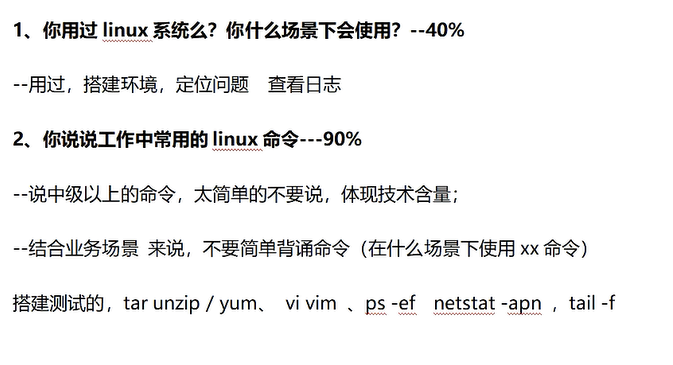 1、你用过 linux 系统么？你什么场景下会使用？--40%
--用过，搭建环境，定位问题 查看日志
2、你说说工作中常用的 linux 命令---90%
--说中级以上的命令，太简单的不要说，体现技术含量；
--结合业务场景 来说，不要简单背诵命令（在什么场景下使用 xx 命令）
搭建测试的，tar unzip / yum、 vi vim 、ps -ef netstat -apn ，tail -f